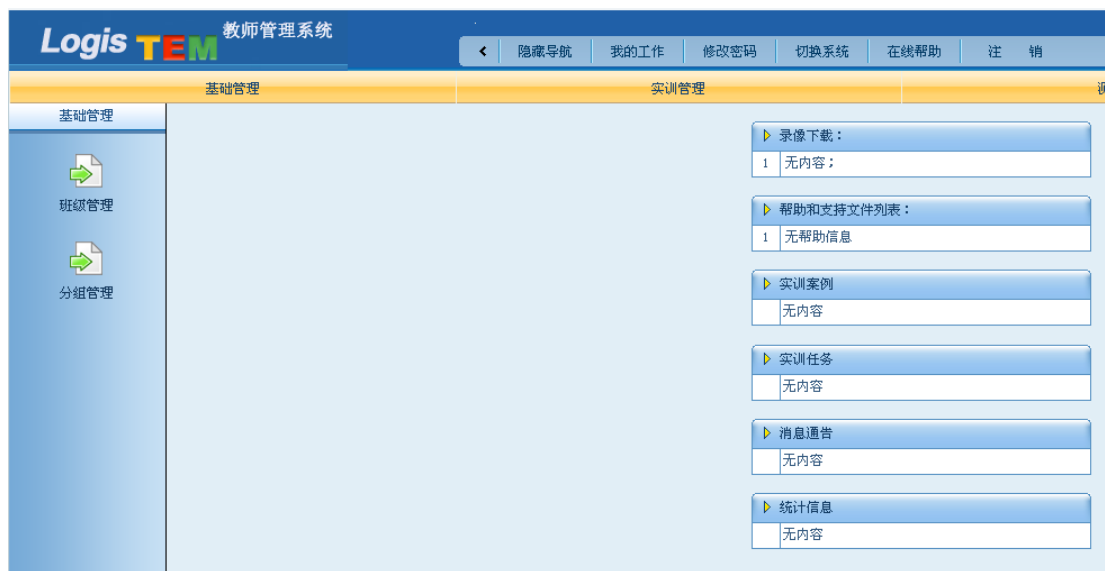 Logis TEM 教师管理系统
隐藏导航 我的工作 修改密码 切换系统 在线帮助 注 销
基础管理 实训管理
基础管理
班级管理
分组管理
录像下载：
1 无内容；
帮助和支持文件列表：
1 无帮助信息
实训案例
无内容
实训任务
无内容
消息通告
无内容
统计信息
无内容